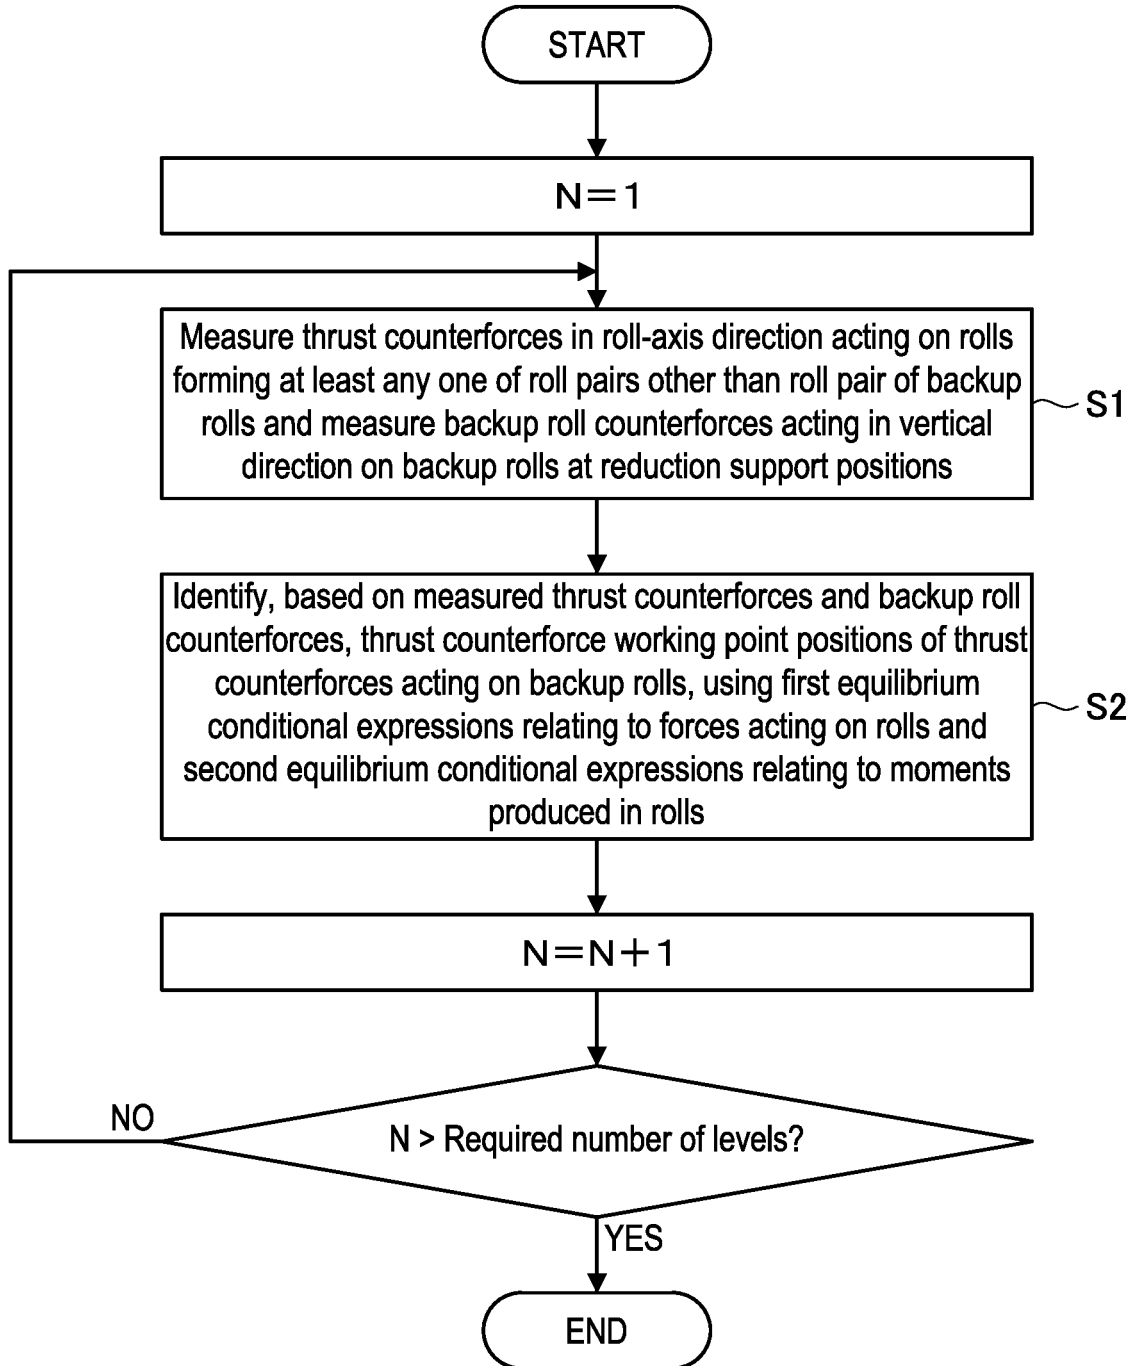 START
N=1
Measure thrust counterforces in roll-axis direction acting on rolls
forming at least any one of roll pairs other than roll pair of backup
rolls and measure backup roll counterforces acting in vertical
direction on backup rolls at reduction support positions
S1
Identify, based on measured thrust counterforces and backup roll
counterforces, thrust counterforce working point positions of thrust
counterforces acting on backup rolls, using first equilibrium
conditional expressions relating to forces acting on rolls and
second equilibrium conditional expressions relating to moments
produced in rolls
S2
N=N+1
NO
N > Required number of levels?
YES
END